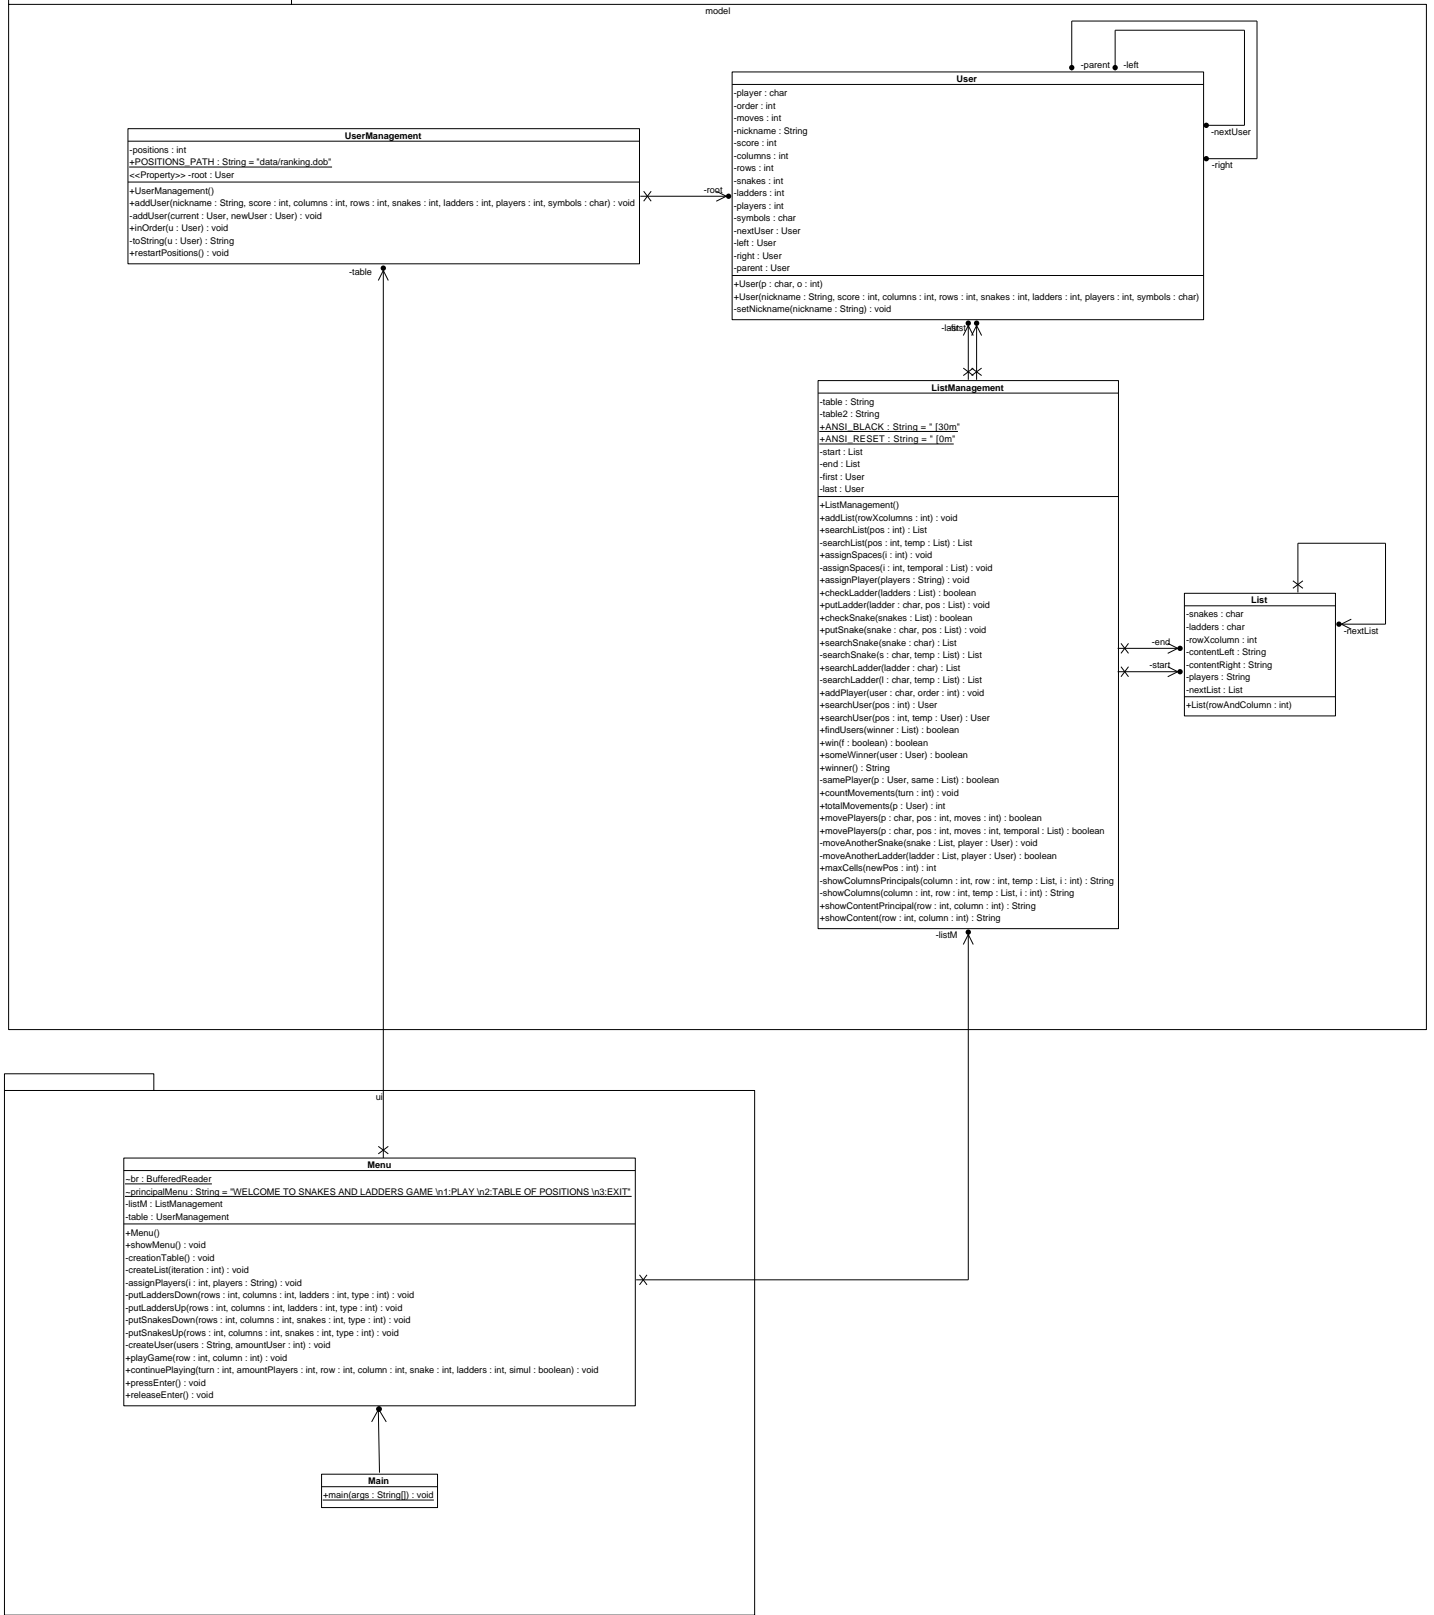 model
-parent
-left
User
-player : char
-order : int
-moves : int
-nickname : String
-score : int
-columns : int
-rows : int
-snakes : int
-ladders : int
-players : int
-symbols : char
-nextUser : User
-left : User
-right : User
-parent : User
+User(p : char, o : int)
+User(nickname : String, score : int, columns : int, rows : int, snakes : int, ladders : int, players : int, symbols : char)
-setNickname(nickname : String) : void
-nextUser
-right
UserManagement
-positions : int
+POSITIONS_PATH : String = "data/ranking.dob"
<<Property>> -root : User
+UserManagement()
+addUser(nickname : String, score : int, columns : int, rows : int, snakes : int, ladders : int, players : int, symbols : char) : void
-addUser(current : User, newUser : User) : void
+inOrder(u : User) : void
-toString(u : User) : String
+restartPositions() : void
-root
-table
-last
-first
ListManagement
-table : String
-table2 : String
+ANSI_BLACK : String = " [30m"
+ANSI_RESET : String = " [0m"
-start : List
-end : List
-first : User
-last : User
+ListManagement()
+addList(rowXcolumns : int) : void
+searchList(pos : int) : List
-searchList(pos : int, temp : List) : List
+assignSpaces(i : int) : void
-assignSpaces(i : int, temporal : List) : void
+assignPlayer(players : String) : void
+checkLadder(ladders : List) : boolean
+putLadder(ladder : char, pos : List) : void
+checkSnake(snakes : List) : boolean
+putSnake(snake : char, pos : List) : void
+searchSnake(snake : char) : List
-searchSnake(s : char, temp : List) : List
+searchLadder(ladder : char) : List
-searchLadder(l : char, temp : List) : List
+addPlayer(user : char, order : int) : void
+searchUser(pos : int) : User
+searchUser(pos : int, temp : User) : User
+findUsers(winner : List) : boolean
+win(f : boolean) : boolean
+someWinner(user : User) : boolean
+winner() : String
-samePlayer(p : User, same : List) : boolean
+countMovements(turn : int) : void
+totalMovements(p : User) : int
+movePlayers(p : char, pos : int, moves : int) : boolean
+movePlayers(p : char, pos : int, moves : int, temporal : List) : boolean
-moveAnotherSnake(snake : List, player : User) : void
-moveAnotherLadder(ladder : List, player : User) : boolean
+maxCells(newPos : int) : int
-showColumnsPrincipals(column : int, row : int, temp : List, i : int) : String
-showColumns(column : int, row : int, temp : List, i : int) : String
+showContentPrincipal(row : int, column : int) : String
+showContent(row : int, column : int) : String
-end
-start
List
-snakes : char
-ladders : char
-rowXcolumn : int
-contentLeft : String
-contentRight : String
-players : String
-nextList : List
+List(rowAndColumn : int)
-nextList
-listM
ui
Menu
~br : BufferedReader
~principalMenu : String = "WELCOME TO SNAKES AND LADDERS GAME \n1:PLAY \n2:TABLE OF POSITIONS \n3:EXIT"
-listM : ListManagement
-table : UserManagement
+Menu()
+showMenu() : void
-creationTable() : void
-createList(iteration : int) : void
-assignPlayers(i : int, players : String) : void
-putLaddersDown(rows : int, columns : int, ladders : int, type : int) : void
-putLaddersUp(rows : int, columns : int, ladders : int, type : int) : void
-putSnakesDown(rows : int, columns : int, snakes : int, type : int) : void
-putSnakesUp(rows : int, columns : int, snakes : int, type : int) : void
-createUser(users : String, amountUser : int) : void
+playGame(row : int, column : int) : void
+continuePlaying(turn : int, amountPlayers : int, row : int, column : int, snake : int, ladders : int, simul : boolean) : void
+pressEnter() : void
+releaseEnter() : void
Main
+main(args : String[]) : void